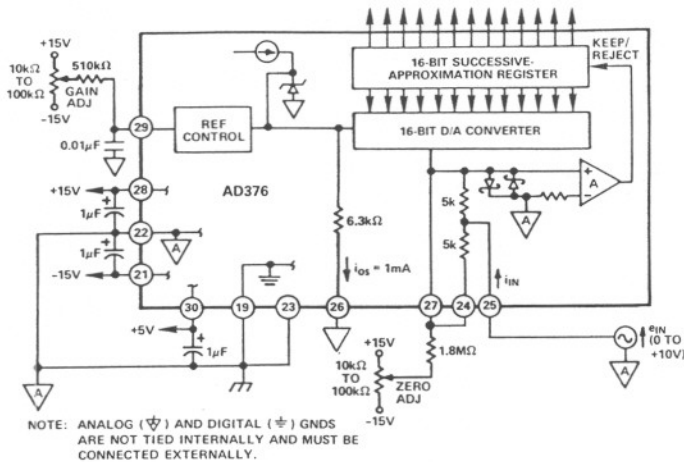 +15V
510kΩ
10kΩ
TO
100kΩ
GAIN
ADJ
-15V
29
REF
CONTROL
0.01µF
16-BIT SUCCESSIVE-
APPROXIMATION REGISTER
KEEP/
REJECT
16-BIT D/A CONVERTER
AD376
+15V
28
1µF
22
A
1µF
-15V
21
6.3kΩ
iOS = 1mA
5k
5k
A
+
-
A
iIN
30
19
23
26
27
24
25
+5V
1µF
A
+15V
10kΩ
TO
100kΩ
-15V
ZERO
ADJ
1.8MΩ
eIN
(0 TO
+10V)
A
NOTE: ANALOG (A) AND DIGITAL (⏚) GNDS
ARE NOT TIED INTERNALLY AND MUST BE
CONNECTED EXTERNALLY.